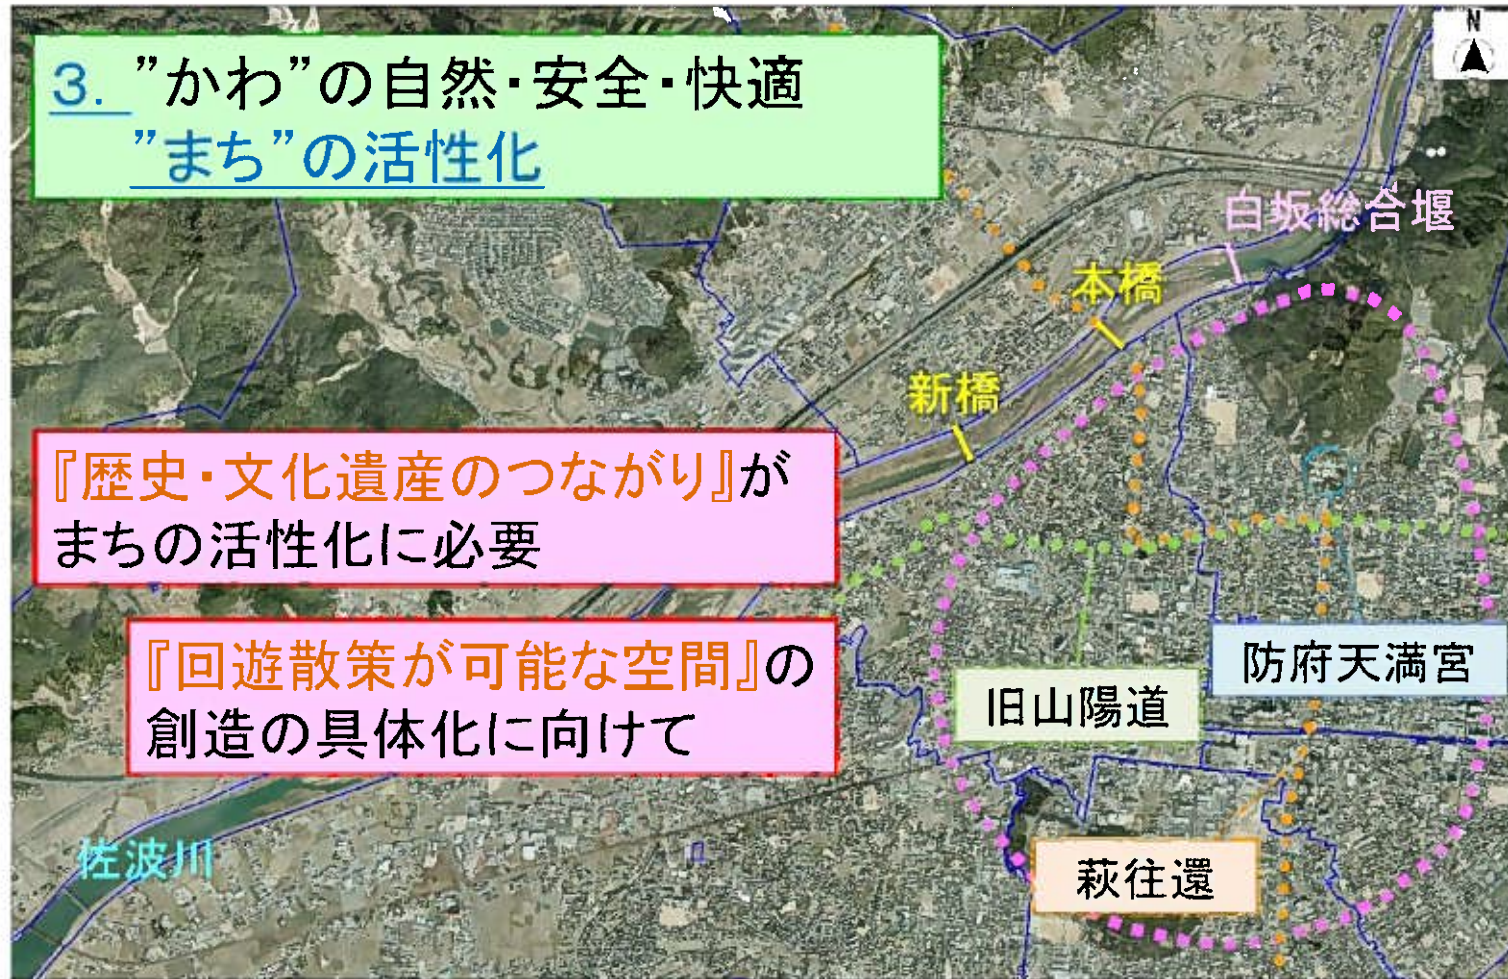 3. ”かわ”の自然・安全・快適
”まち”の活性化
N
白坂総合堰
本橋
新橋
『歴史・文化遺産のつながり』が
まちの活性化に必要
『回遊散策が可能な空間』の
創造の具体化に向けて
防府天満宮
旧山陽道
萩往還
佐波川